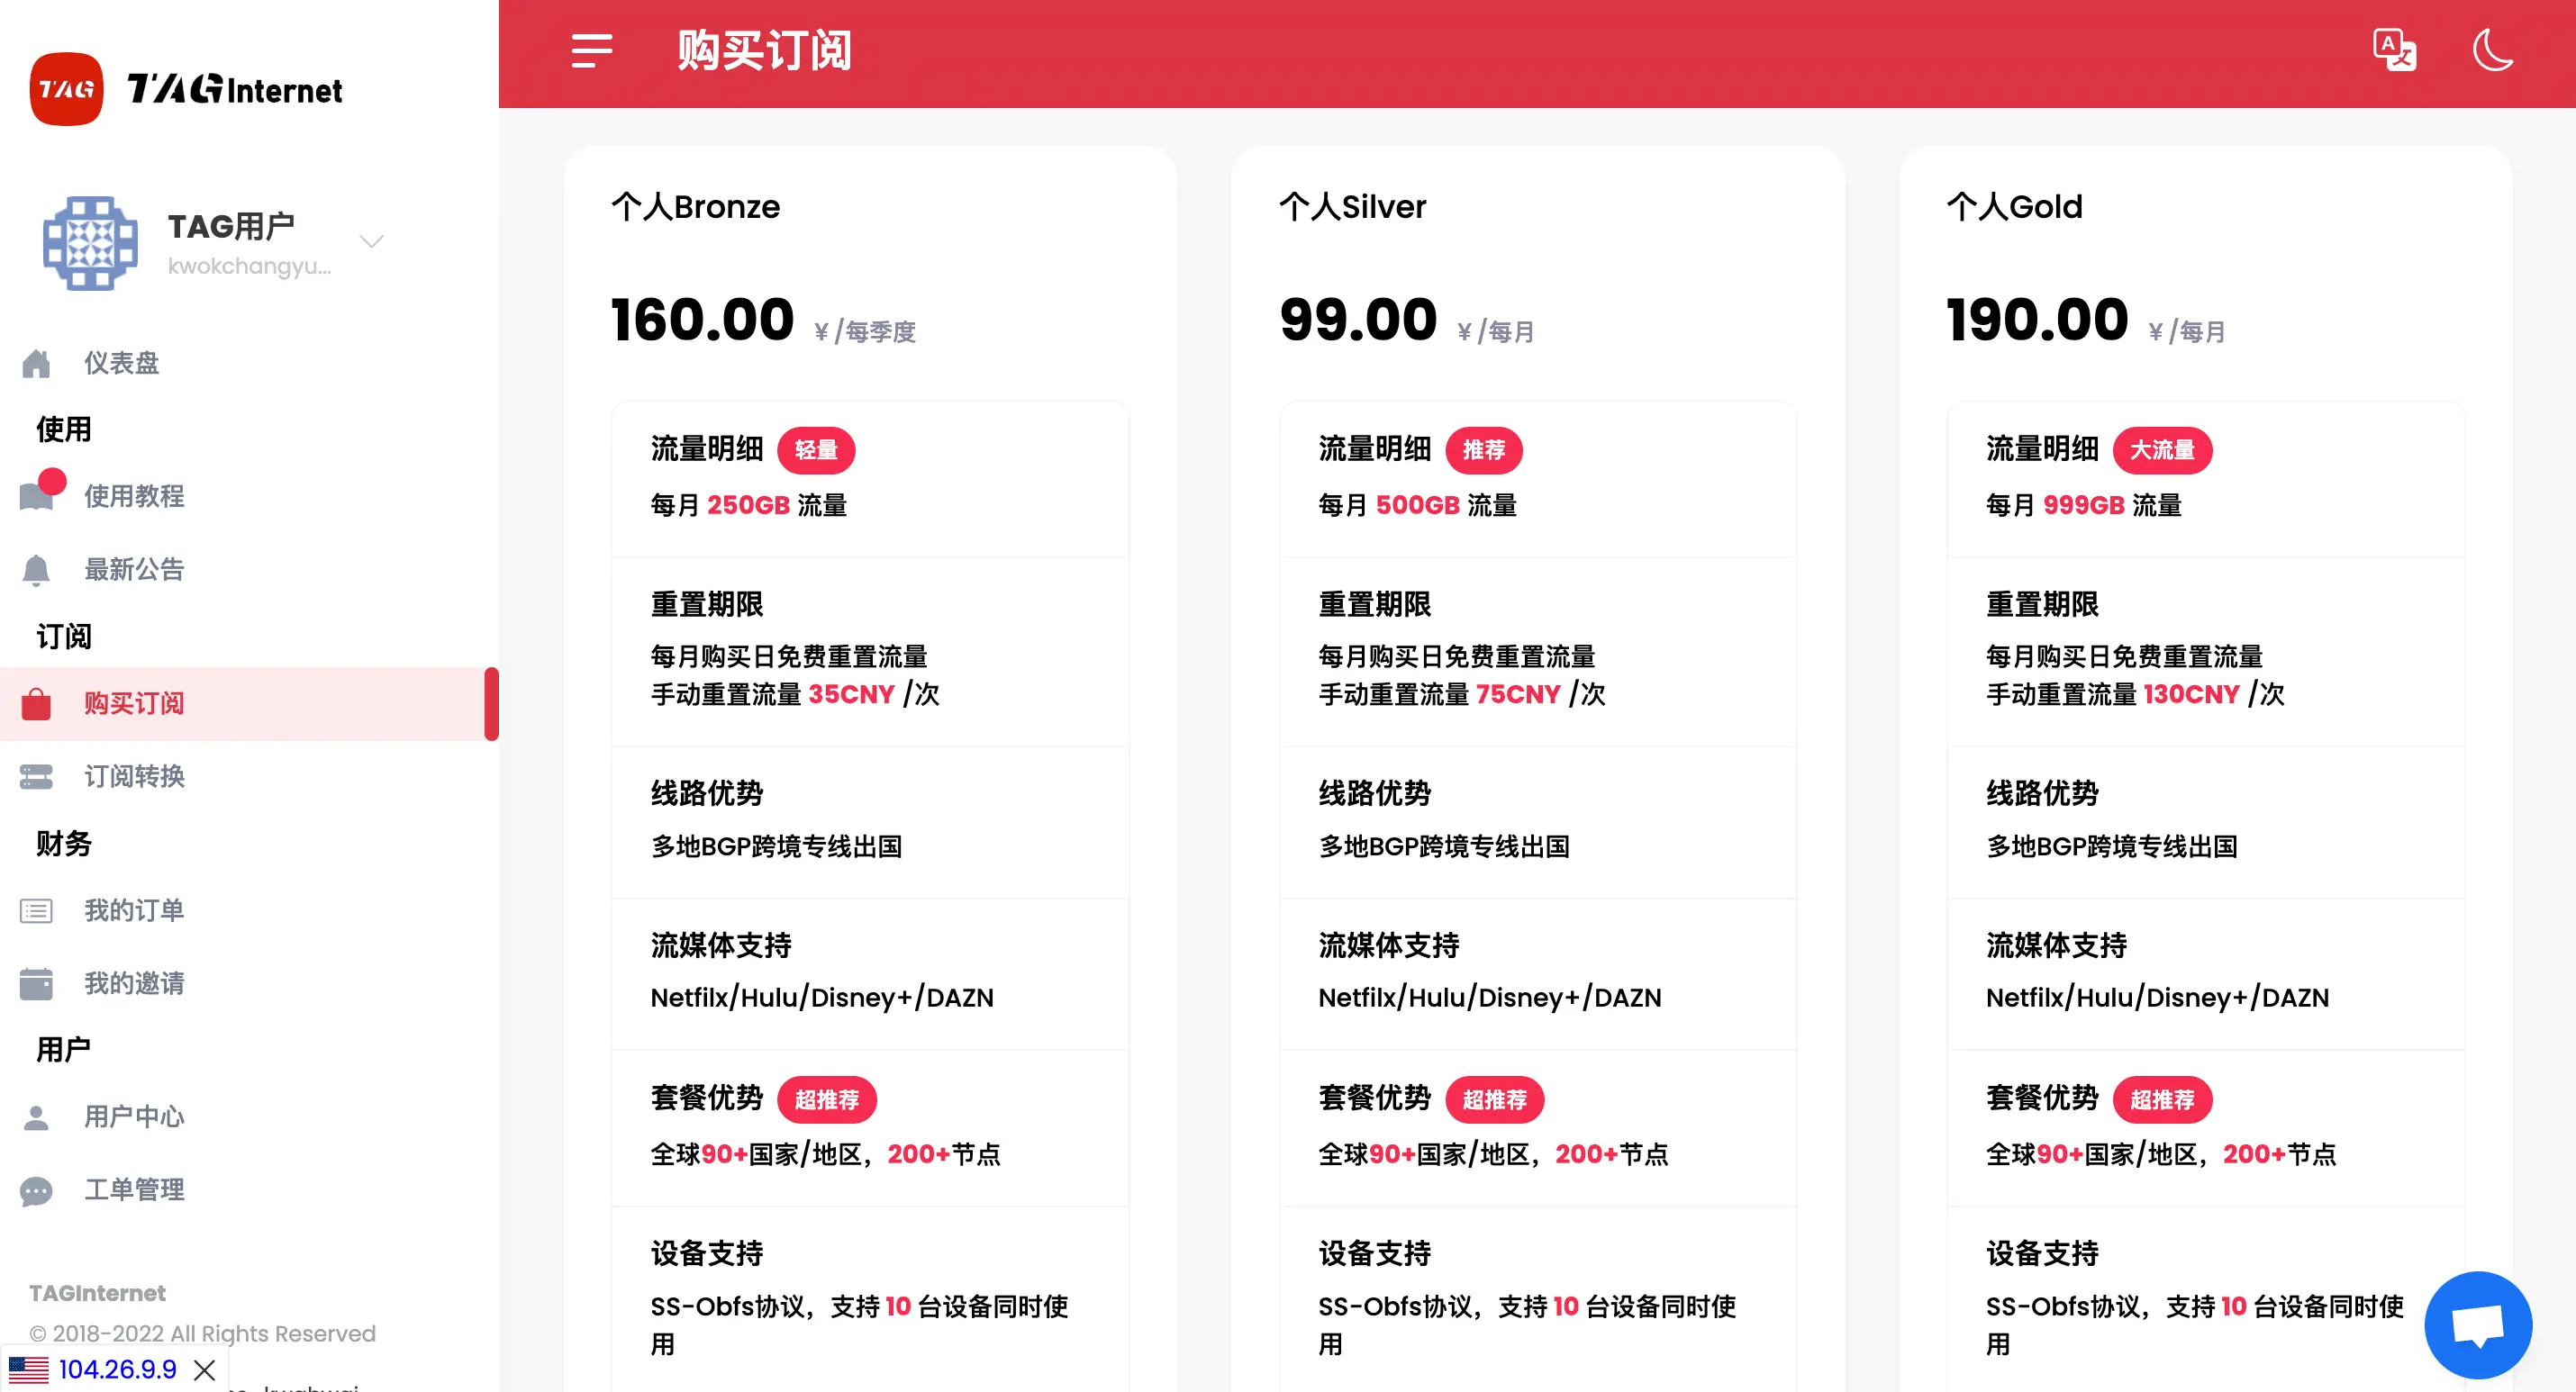 TAG
TAGInternet
TAG用户
kwokchangyu...
仪表盘
使用
使用教程
最新公告
订阅
购买订阅
订阅转换
财务
我的订单
我的邀请
用户
用户中心
工单管理
TAGInternet
© 2018-2022 All Rights Reserved
104.26.9.9
购买订阅
个人Bronze
160.00 ¥ /每季度
流量明细 轻量
每月 250GB 流量
重置期限
每月购买日免费重置流量
手动重置流量 35CNY /次
线路优势
多地BGP跨境专线出国
流媒体支持
Netfilx/Hulu/Disney+/DAZN
套餐优势 超推荐
全球90+国家/地区，200+节点
设备支持
SS-Obfs协议，支持 10 台设备同时使
用
个人Silver
99.00 ¥ /每月
流量明细 推荐
每月 500GB 流量
重置期限
每月购买日免费重置流量
手动重置流量 75CNY /次
线路优势
多地BGP跨境专线出国
流媒体支持
Netfilx/Hulu/Disney+/DAZN
套餐优势 超推荐
全球90+国家/地区，200+节点
设备支持
SS-Obfs协议，支持 10 台设备同时使
用
个人Gold
190.00 ¥ /每月
流量明细 大流量
每月 999GB 流量
重置期限
每月购买日免费重置流量
手动重置流量 130CNY /次
线路优势
多地BGP跨境专线出国
流媒体支持
Netfilx/Hulu/Disney+/DAZN
套餐优势 超推荐
全球90+国家/地区，200+节点
设备支持
SS-Obfs协议，支持 10 台设备同时使
用